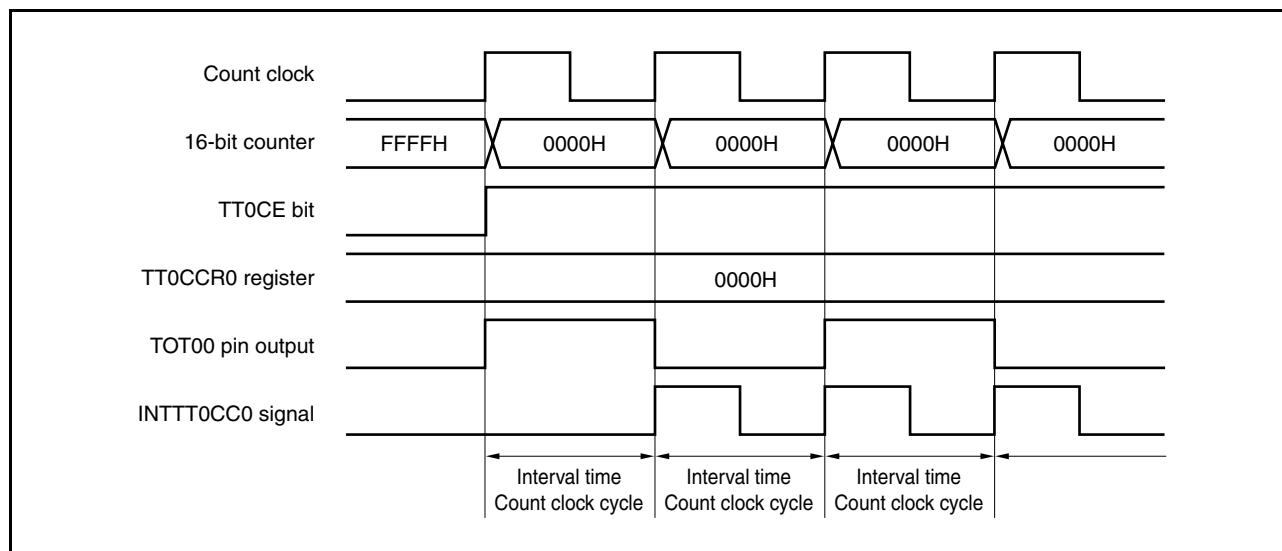 Count clock
16-bit counter FFFFH 0000H 0000H 0000H 0000H
TT0CE bit
TT0CCR0 register 0000H
TOT00 pin output
INTTT0CC0 signal
Interval time Interval time Interval time
Count clock cycle Count clock cycle Count clock cycle